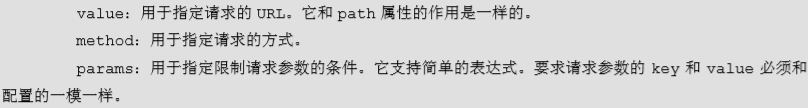 value：用于指定请求的 URL。它和 path 属性的作用是一样的。
method：用于指定请求的方式。
params：用于指定限制请求参数的条件。它支持简单的表达式。要求请求参数的 key 和 value 必须和
配置的一模一样。